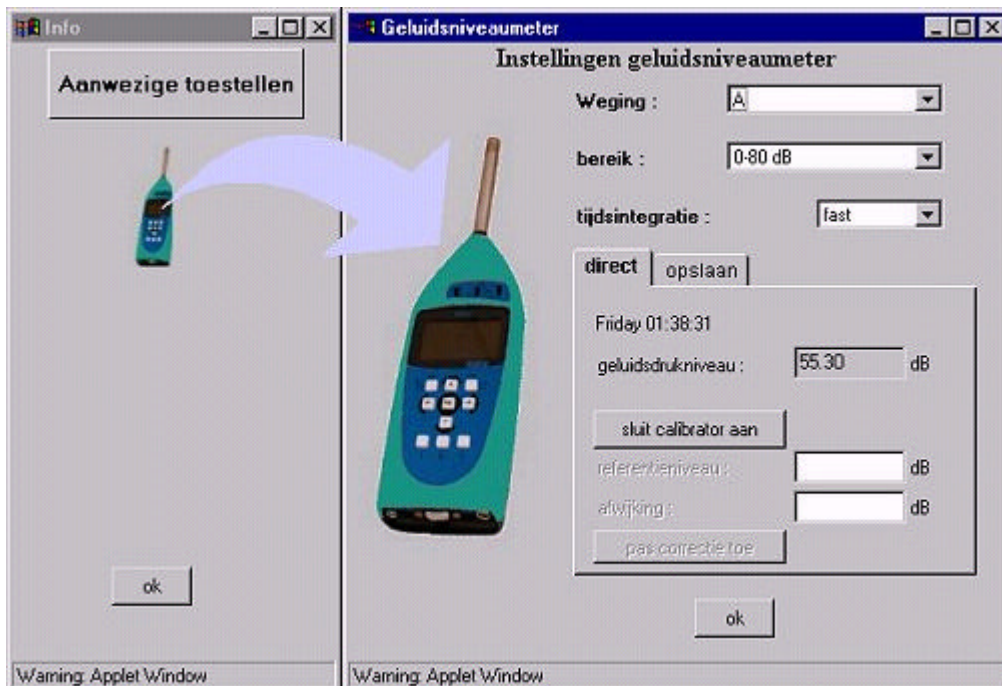 Info
Aanwezige toestellen
ok
Warning: Applet Window
Geluidsniveaumeter
Instellingen geluidsniveaumeter
Weging : A
bereik : 0-80 dB
tijdsintegratie : fast
direct opslaan
Friday 01:38:31
geluidsdrukniveau : 55.30 dB
sluit calibrator aan
referentieniveau : dB
afwijking : dB
pas correctie toe
ok
Warning: Applet Window